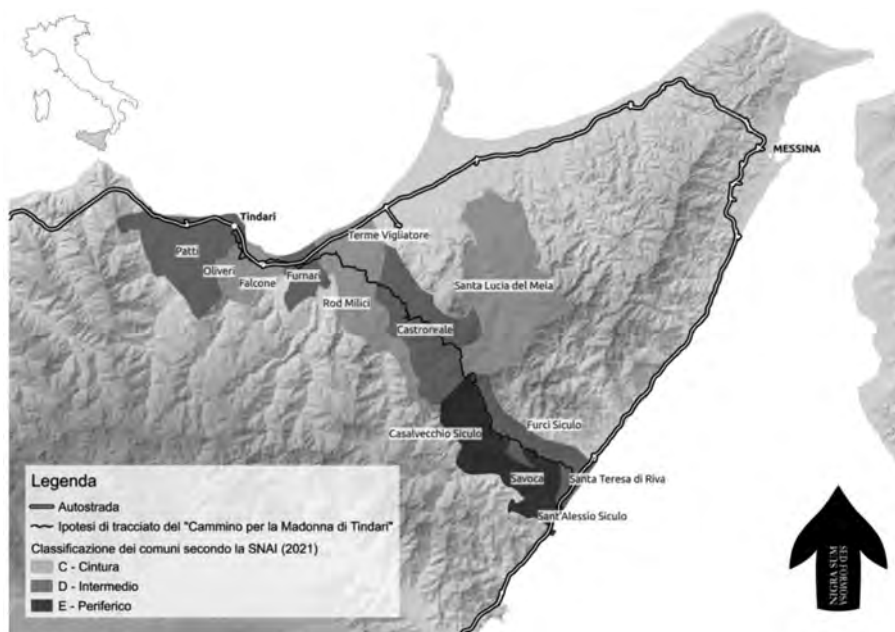 MESSINA
Tindari
Terme Vigliatore
Patti
Oliveri
Falcone
Furnari
Santa Lucia del Mela
Rodì Milici
Castroreale
Furci Siculo
Casalvecchio Siculo
Savoca
Santa Teresa di Riva
Sant'Alessio Siculo
Legenda
Autostrada
Ipotesi di tracciato del "Cammino per la Madonna di Tindari"
Classificazione dei comuni secondo la SNAI (2021)
C - Cintura
D - Intermedio
E - Periferico
NIGRA SUM
SED FORMOSA